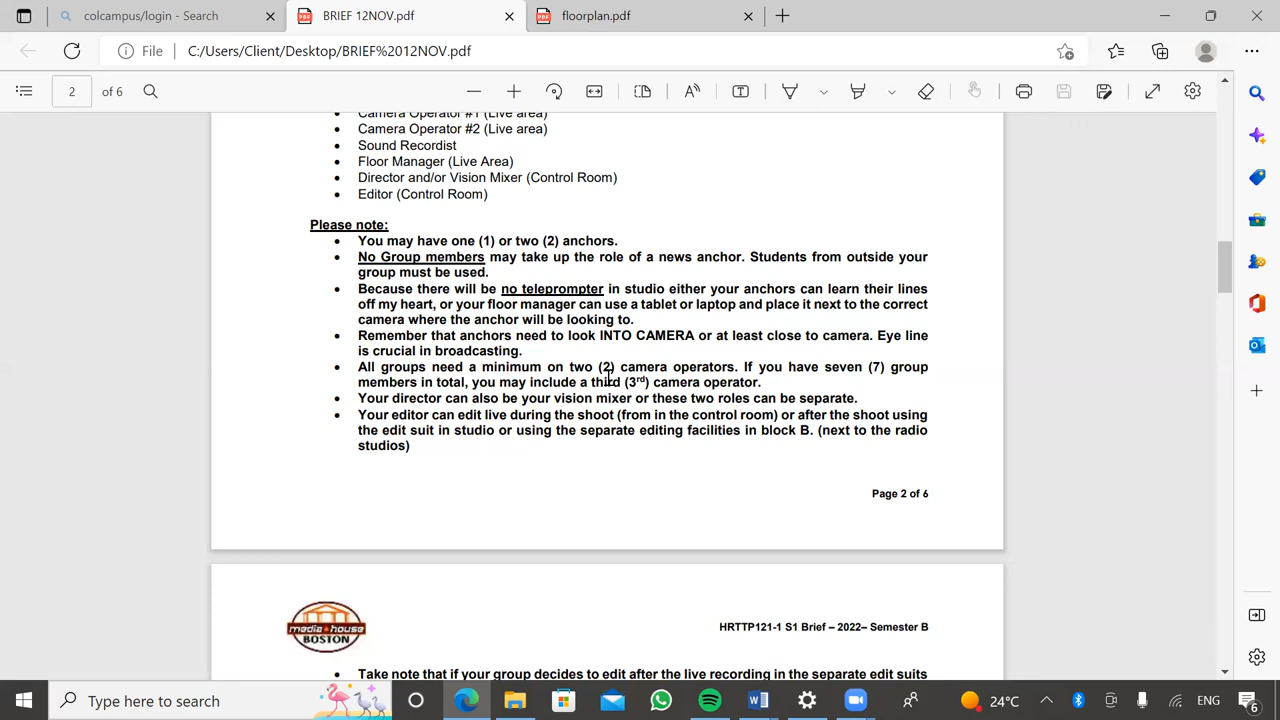 colcampus/login - Search
BRIEF 12NOV.pdf
floorplan.pdf
File
C:/Users/Client/Desktop/BRIEF%2012NOV.pdf
2 of 6
Camera Operator #1 (Live area)
Camera Operator #2 (Live area)
Sound Recordist
Floor Manager (Live Area)
Director and/or Vision Mixer (Control Room)
Editor (Control Room)
Please note:
You may have one (1) or two (2) anchors.
No Group members may take up the role of a news anchor. Students from outside your
group must be used.
Because there will be no teleprompter in studio either your anchors can learn their lines
off my heart, or your floor manager can use a tablet or laptop and place it next to the correct
camera where the anchor will be looking to.
Remember that anchors need to look INTO CAMERA or at least close to camera. Eye line
is crucial in broadcasting.
All groups need a minimum on two (2) camera operators. If you have seven (7) group
members in total, you may include a third (3rd) camera operator.
Your director can also be your vision mixer or these two roles can be separate.
Your editor can edit live during the shoot (from in the control room) or after the shoot using
the edit suit in studio or using the separate editing facilities in block B. (next to the radio
studios)
Page 2 of 6
media house
BOSTON
HRTTP121-1 S1 Brief – 2022– Semester B
Take note that if your group decides to edit after the live recording in the separate edit suits
Type here to search
24°C
ENG
6